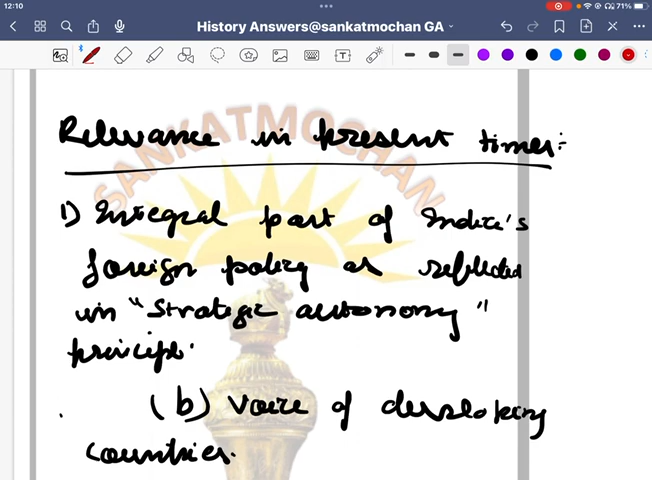 12:10
71%
History Answers@sankatmochan GA
SANKATMOCHAN
Relevance in present times:-
1) Integral part of India's
foreign policy as reflected
in "Strategic autonomy"
principle.
(b) Voice of developing
countries.